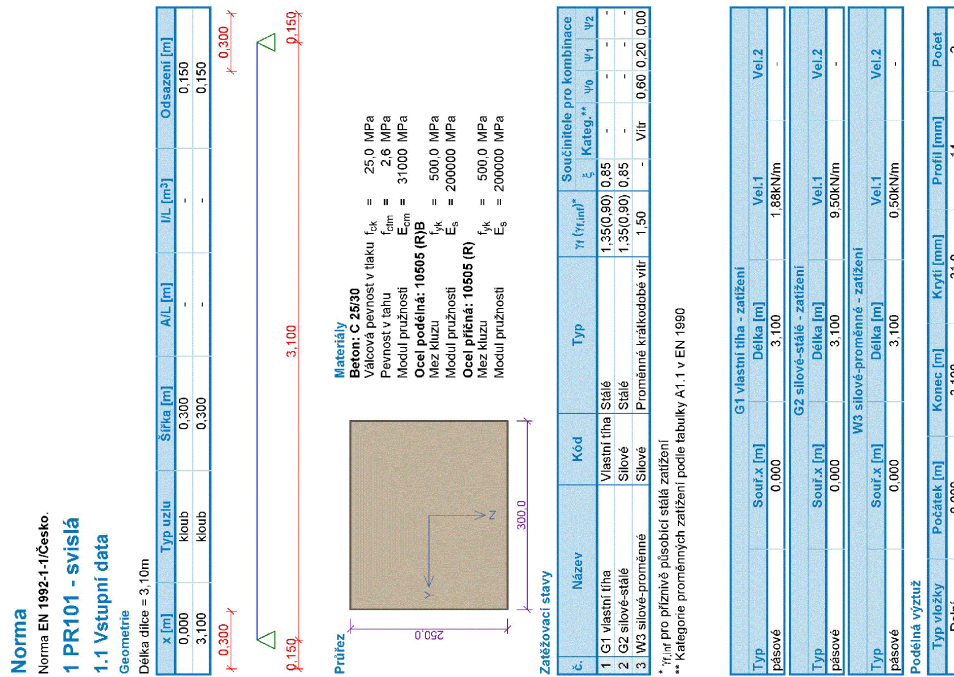 Norma
Norma EN 1992-1-1/Česko.
1 PR101 - svislá
1.1 Vstupní data
Geometrie
Délka dílce = 3,10m
x [m] Typ uzlu Šířka [m] A/L [m] I/L [m³] Odsazení [m]
0,000 kloub 0,300 - - 0,150
3,100 kloub 0,300 - - 0,150
0,300 0,300
0,150 3,100 0,150
Průřez
250,0
Y
Z
300,0
Materiály
Beton: C 25/30
Válcová pevnost v tlaku fck = 25,0 MPa
Pevnost v tahu fctm = 2,6 MPa
Modul pružnosti Ecm = 31000 MPa
Ocel podélná: 10505 (R)B
Mez kluzu fyk = 500,0 MPa
Modul pružnosti Es = 200000 MPa
Ocel příčná: 10505 (R)
Mez kluzu fyk = 500,0 MPa
Modul pružnosti Es = 200000 MPa
Zatěžovací stavy
č. Název Kód Typ γf (γf,inf)* Součinitele pro kombinace
ξ Kateg.** ψ0 ψ1 ψ2
1 G1 vlastní tíha Vlastní tíha Stálé 1,35(0,90) 0,85 - - - -
2 G2 silové-stálé Silové Stálé 1,35(0,90) 0,85 - - - -
3 W3 silové-proměnné Silové Proměnné krátkodobé vítr 1,50 - Vítr 0,60 0,20 0,00
* γf,inf pro příznivě působící stálá zatížení
** Kategorie proměnných zatížení podle tabulky A1.1 v EN 1990
G1 vlastní tíha - zatížení
Typ Souř.x [m] Délka [m] Vel.1 Vel.2
pásové 0,000 3,100 1,88kN/m -
G2 silové-stálé - zatížení
Typ Souř.x [m] Délka [m] Vel.1 Vel.2
pásové 0,000 3,100 9,50kN/m -
W3 silové-proměnné - zatížení
Typ Souř.x [m] Délka [m] Vel.1 Vel.2
pásové 0,000 3,100 0,50kN/m -
Podélná výztuž
Typ vložky Počátek [m] Konec [m] Krytí [mm] Profil [mm] Počet